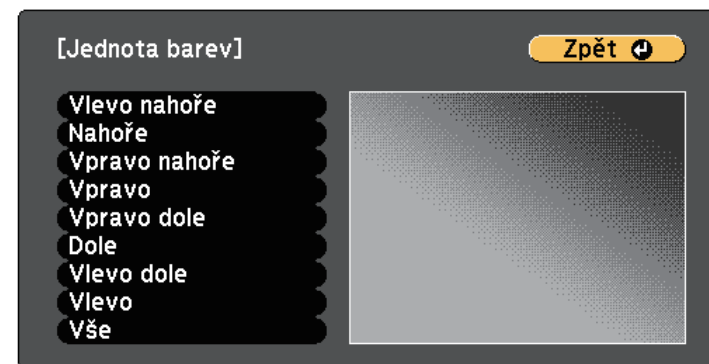 [Jednota barev]
Zpět
Vlevo nahoře
Nahoře
Vpravo nahoře
Vpravo
Vpravo dole
Dole
Vlevo dole
Vlevo
Vše